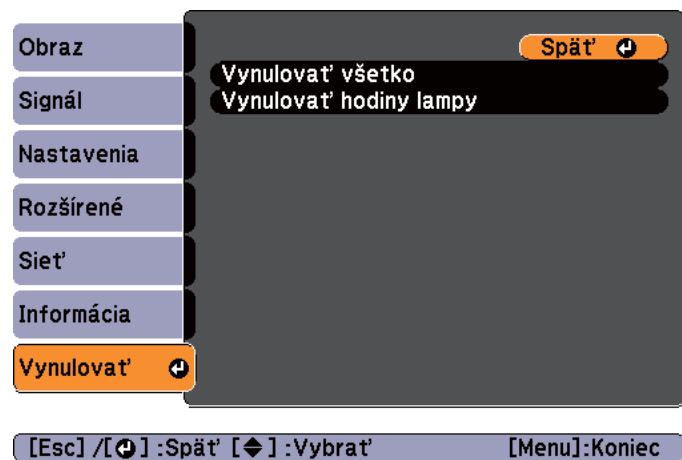 Obraz
Signál
Nastavenia
Rozšírené
Sieť
Informácia
Vynulovať
Späť
Vynulovať všetko
Vynulovať hodiny lampy
[Esc] /[ ] :Späť [ ] :Vybrať [Menu]:Koniec